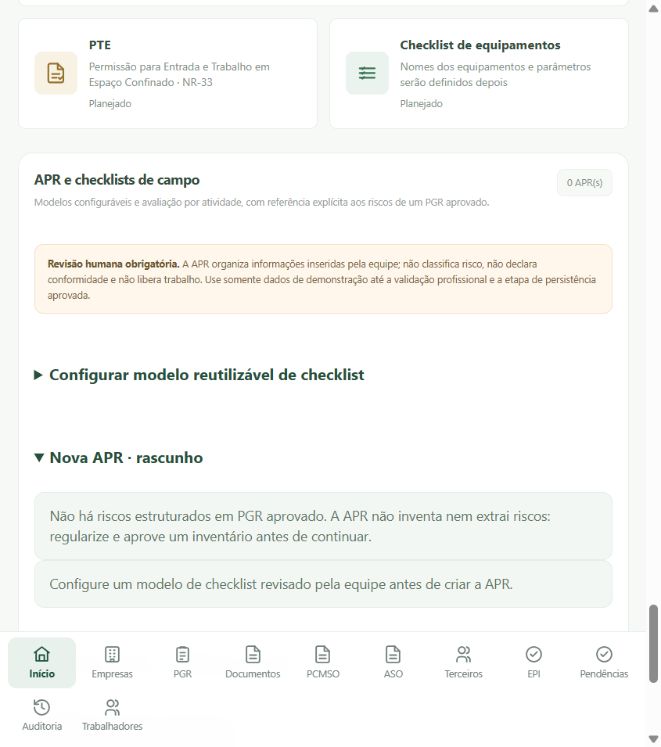 PTE
Permissão para Entrada e Trabalho em
Espaço Confinado · NR-33
Planejado
Checklist de equipamentos
Nomes dos equipamentos e parâmetros
serão definidos depois
Planejado
APR e checklists de campo
0 APR(s)
Modelos configuráveis e avaliação por atividade, com referência explícita aos riscos de um PGR aprovado.
Revisão humana obrigatória. A APR organiza informações inseridas pela equipe; não classifica risco, não declara
conformidade e não libera trabalho. Use somente dados de demonstração até a validação profissional e a etapa de persistência
aprovada.
Configurar modelo reutilizável de checklist
Nova APR · rascunho
Não há riscos estruturados em PGR aprovado. A APR não inventa nem extrai riscos:
regularize e aprove um inventário antes de continuar.
Configure um modelo de checklist revisado pela equipe antes de criar a APR.
Início
Empresas
PGR
Documentos
PCMSO
ASO
Terceiros
EPI
Pendências
Auditoria
Trabalhadores